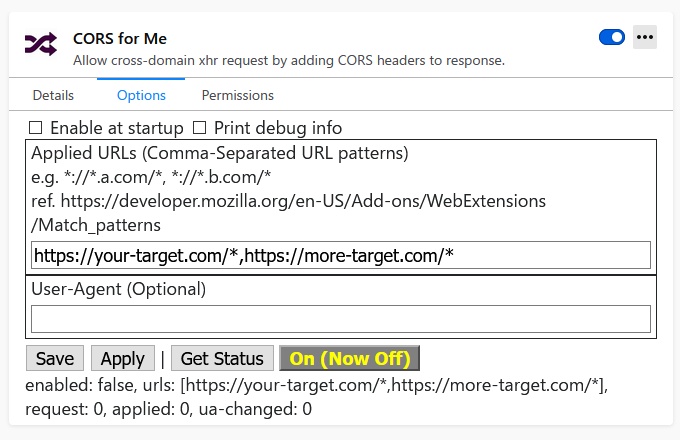 CORS for Me
Allow cross-domain xhr request by adding CORS headers to response.
Details Options Permissions
Enable at startup Print debug info
Applied URLs (Comma-Separated URL patterns)
e.g. *://*.a.com/*, *://*.b.com/*
ref. https://developer.mozilla.org/en-US/Add-ons/WebExtensions
/Match_patterns
https://your-target.com/*,https://more-target.com/*
User-Agent (Optional)
Save Apply | Get Status On (Now Off)
enabled: false, urls: [https://your-target.com/*,https://more-target.com/*],
request: 0, applied: 0, ua-changed: 0